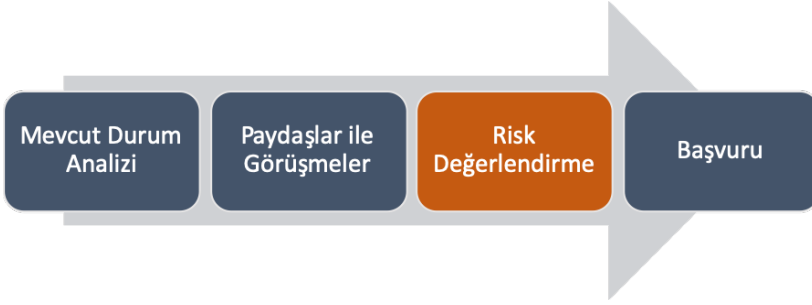 Mevcut Durum
Analizi
Paydaşlar ile
Görüşmeler
Risk
Değerlendirme
Başvuru